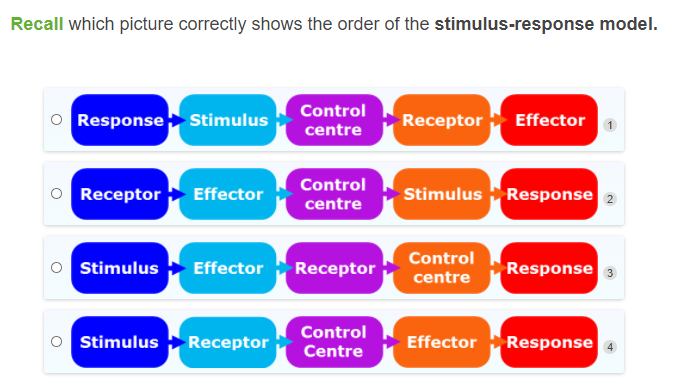 Recall which picture correctly shows the order of the stimulus-response model.
Response Stimulus Control centre Receptor Effector 1
Receptor Effector Control centre Stimulus Response 2
Stimulus Effector Receptor Control centre Response 3
Stimulus Receptor Control Centre Effector Response 4